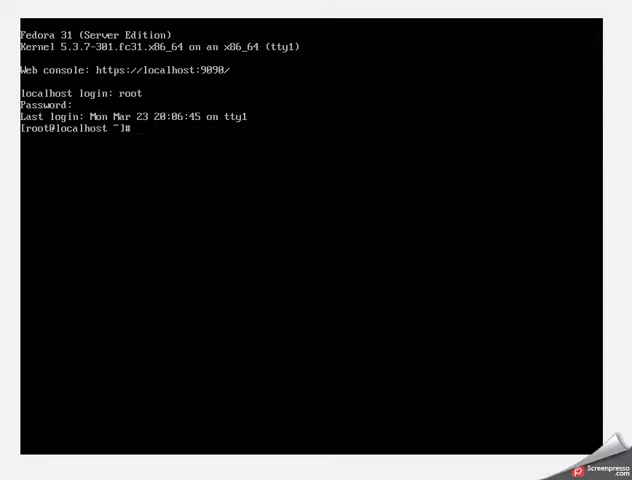 Fedora 31 (Server Edition)
Kernel 5.3.7-301.fc31.x86_64 on an x86_64 (tty1)
Web console: https://localhost:9090/
localhost login: root
Password:
Last login: Mon Mar 23 20:06:45 on tty1
[root@localhost ~]#
Screenpresso
.com